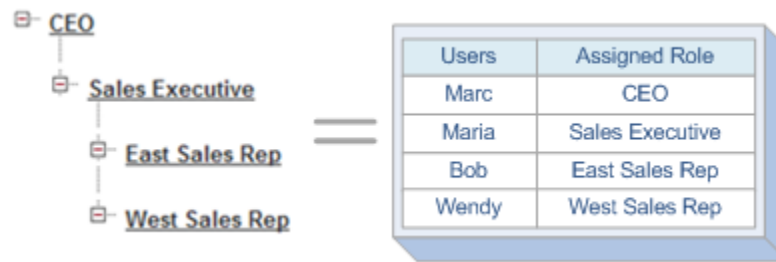 CEO
Sales Executive
East Sales Rep
West Sales Rep
Users Assigned Role
Marc CEO
Maria Sales Executive
Bob East Sales Rep
Wendy West Sales Rep